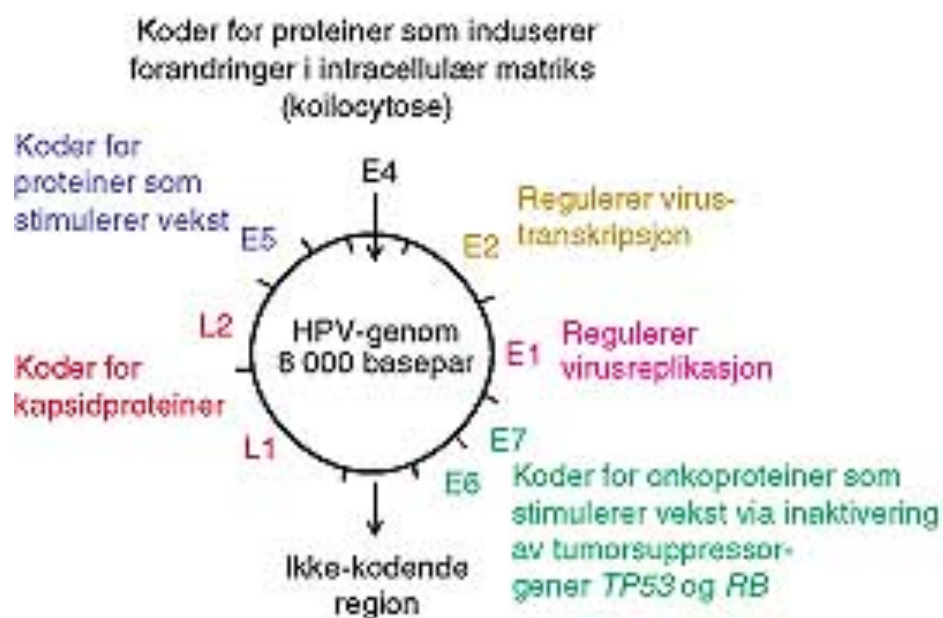 Koder for proteiner som induserer
forandringer i intracellulær matriks
(koilocytose)
Koder for
proteiner som
stimulerer vekst
E4
E5
E2
Regulerer virus-
transkripsjon
L2
HPV-genom
8 000 basepar
E1
Regulerer
virusreplikasjon
Koder for
kapsidproteiner
L1
E7
E6
Koder for onkoproteiner som
stimulerer vekst via inaktivering
av tumorsuppressor-
gener TP53 og RB
Ikke-kodende
region